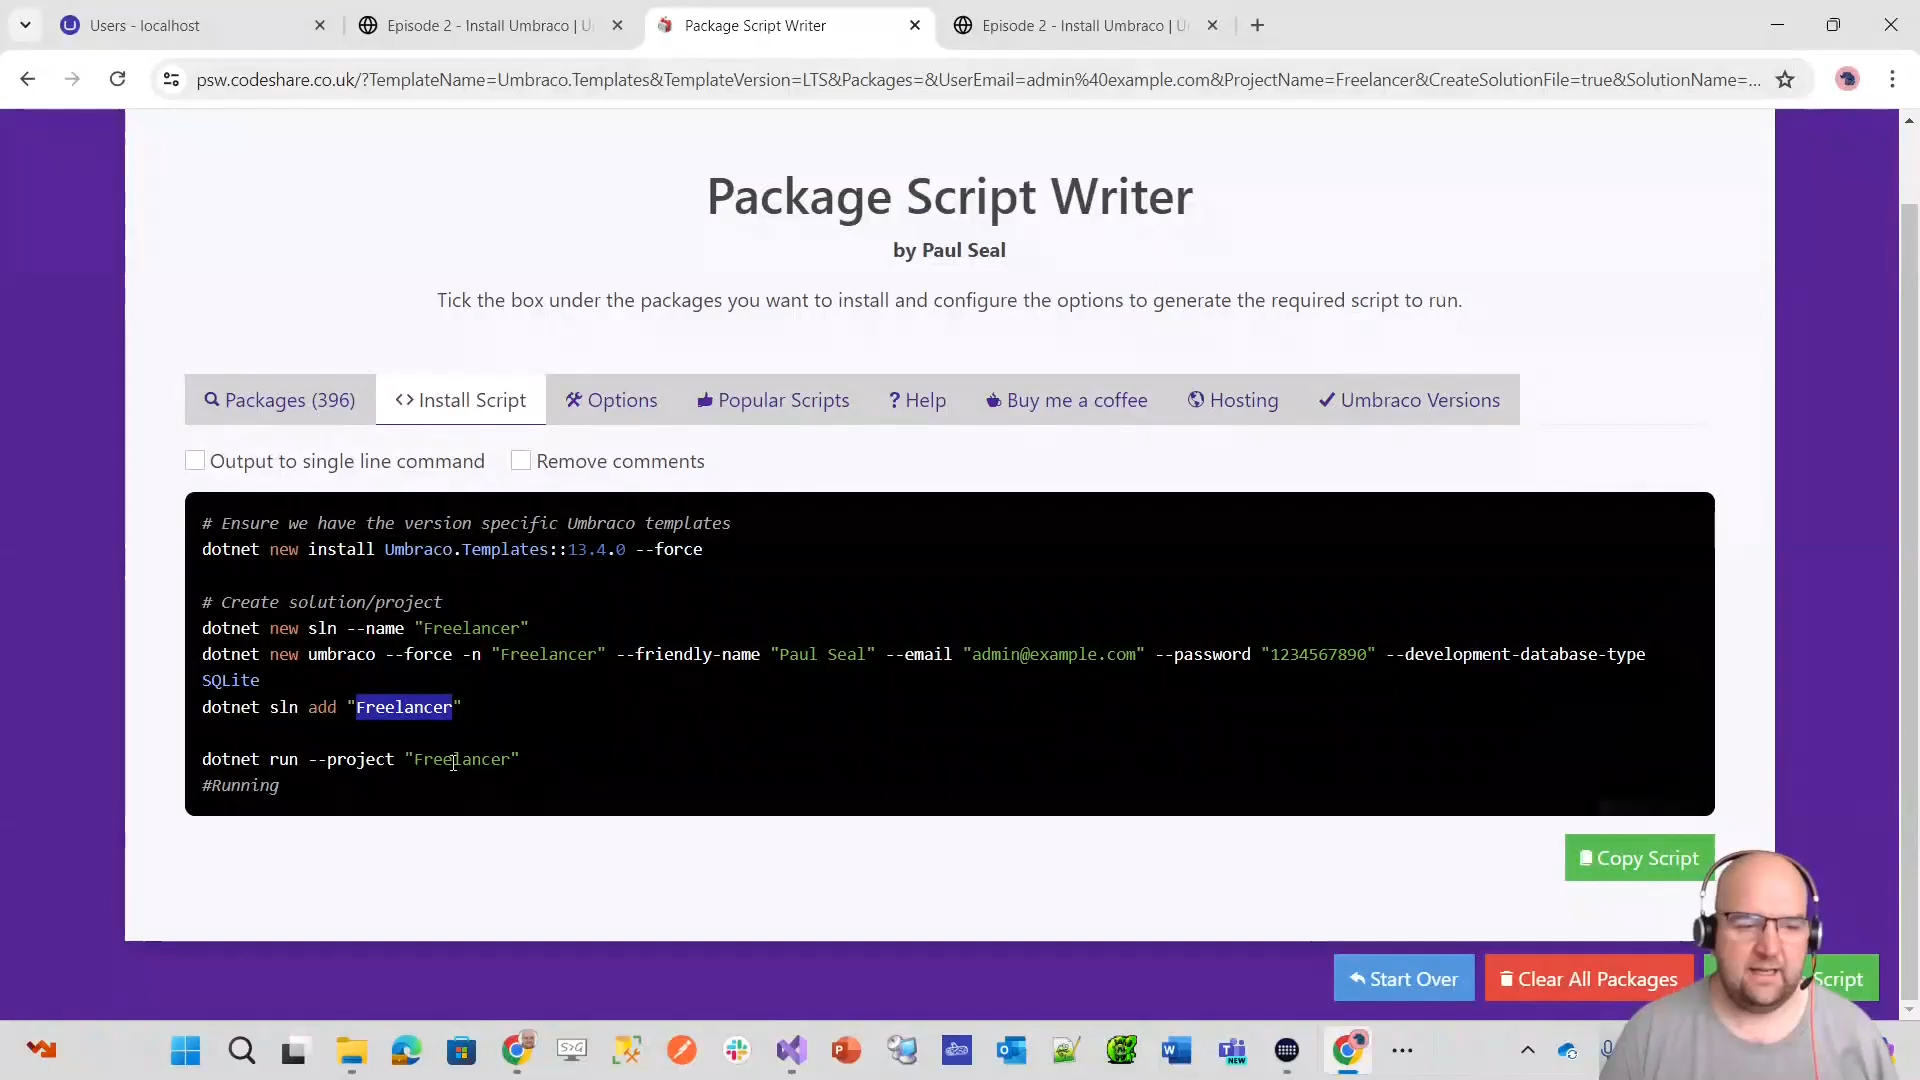 Users - localhost
Episode 2 - Install Umbraco | U
Package Script Writer
Episode 2 - Install Umbraco | U
psw.codeshare.co.uk/?TemplateName=Umbraco.Templates&TemplateVersion=LTS&Packages=&UserEmail=admin%40example.com&ProjectName=Freelancer&CreateSolutionFile=true&SolutionName=...
Package Script Writer
by Paul Seal
Tick the box under the packages you want to install and configure the options to generate the required script to run.
Packages (396)
<> Install Script
Options
Popular Scripts
? Help
Buy me a coffee
Hosting
Umbraco Versions
Output to single line command
Remove comments
# Ensure we have the version specific Umbraco templates
dotnet new install Umbraco.Templates::13.4.0 --force
# Create solution/project
dotnet new sln --name "Freelancer"
dotnet new umbraco --force -n "Freelancer" --friendly-name "Paul Seal" --email "admin@example.com" --password "1234567890" --development-database-type
SQLite
dotnet sln add "Freelancer"
dotnet run --project "Freelancer"
#Running
Copy Script
Start Over
Clear All Packages
Script
S>G
NEW